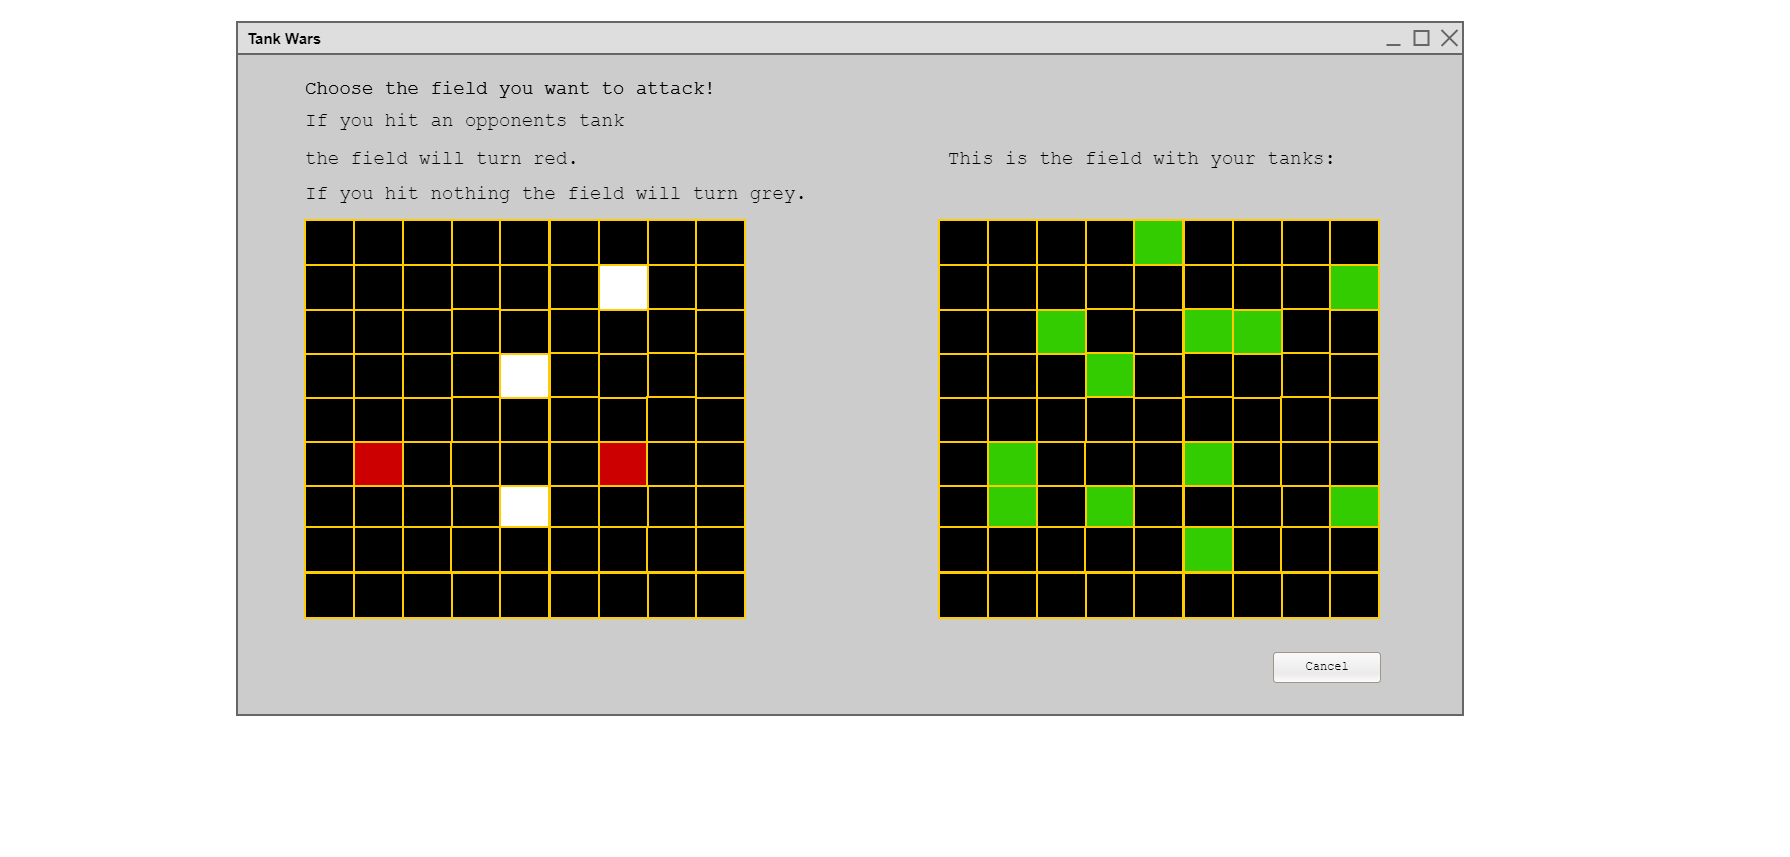 Tank Wars
Choose the field you want to attack!
If you hit an opponents tank
the field will turn red.
If you hit nothing the field will turn grey.
This is the field with your tanks:
Cancel